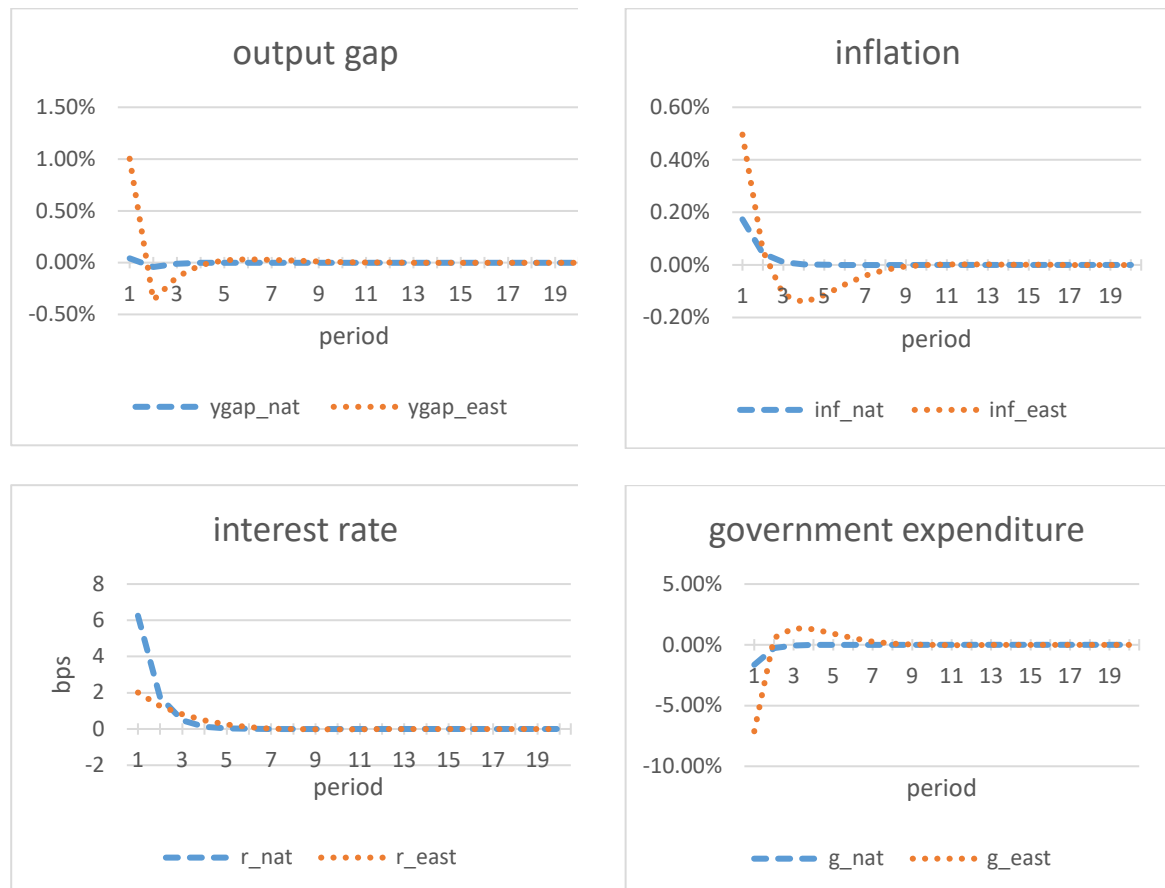 output gap
1.50%
1.00%
0.50%
0.00%
-0.50%
1 3 5 7 9 11 13 15 17 19
period
ygap_nat ygap_east
inflation
0.60%
0.40%
0.20%
0.00%
-0.20%
1 3 5 7 9 11 13 15 17 19
period
inf_nat inf_east
interest rate
bps
8
6
4
2
0
-2
1 3 5 7 9 11 13 15 17 19
period
r_nat r_east
government expenditure
5.00%
0.00%
-5.00%
-10.00%
1 3 5 7 9 11 13 15 17 19
period
g_nat g_east